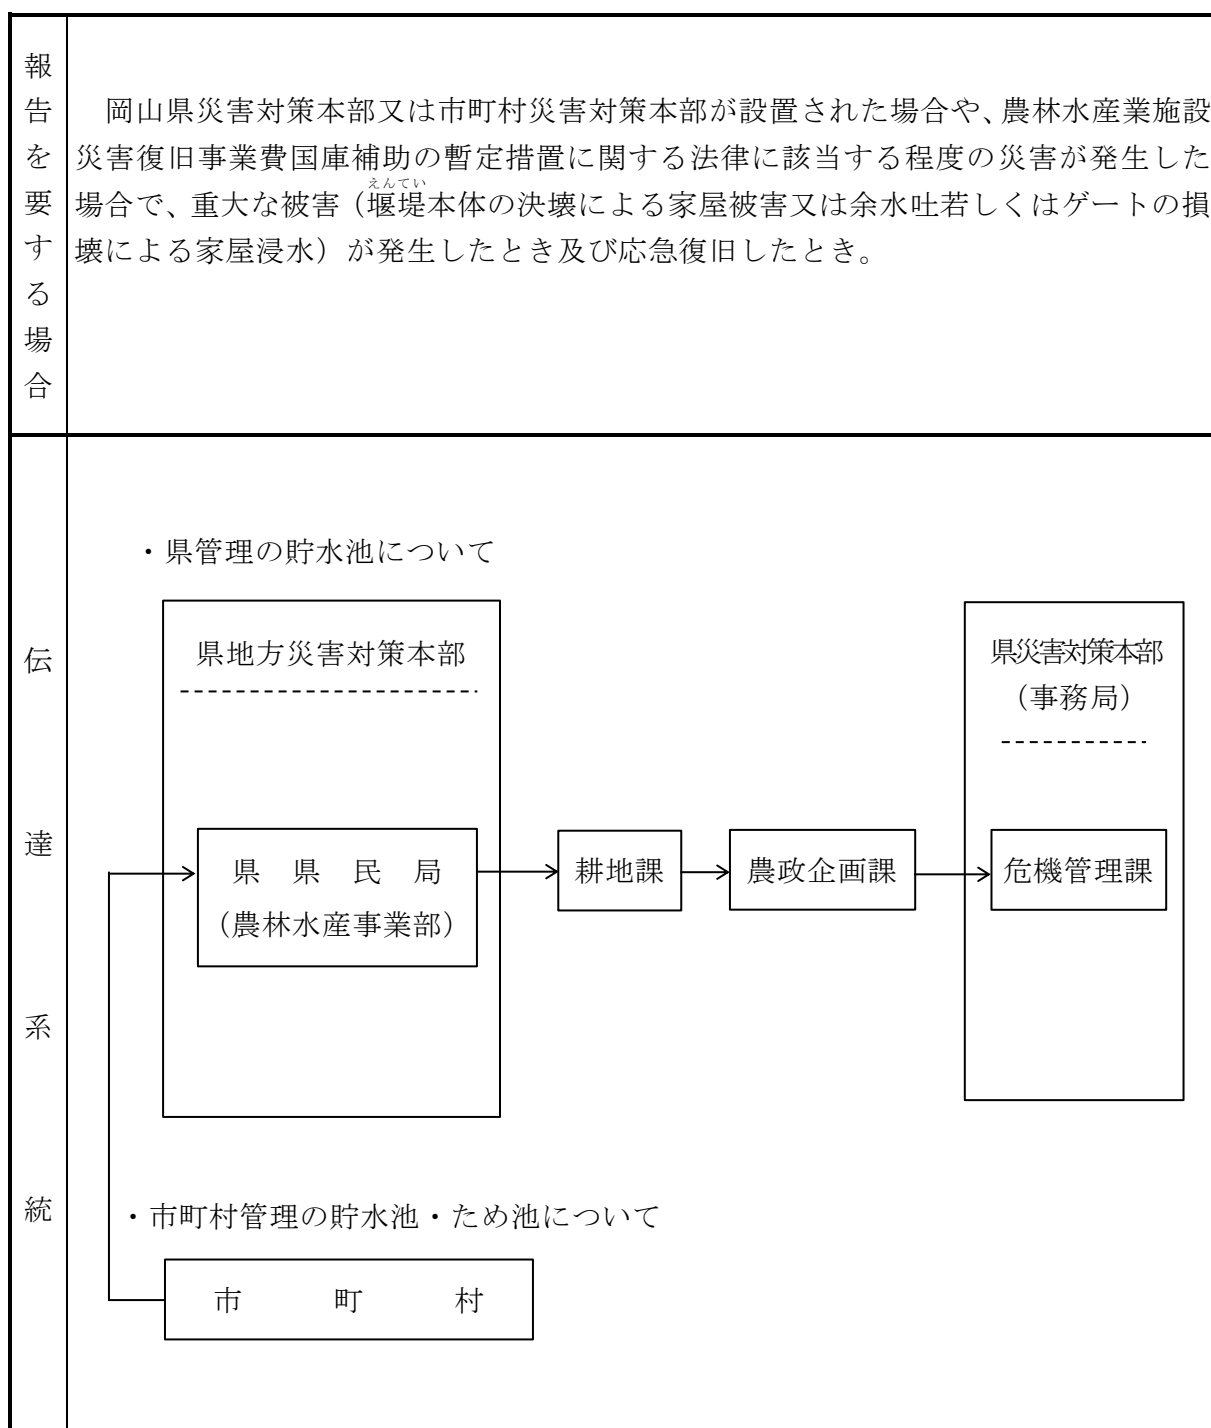 報告を要する場合
岡山県災害対策本部又は市町村災害対策本部が設置された場合や、農林水産業施設
災害復旧事業費国庫補助の暫定措置に関する法律に該当する程度の災害が発生した
えんてい
場合で、重大な被害（堰堤本体の決壊による家屋被害又は余水吐若しくはゲートの損
壊による家屋浸水）が発生したとき及び応急復旧したとき。
伝達系統
・県管理の貯水池について
県地方災害対策本部
県災害対策本部
（事務局）
県県民局
（農林水産事業部）
耕地課
農政企画課
危機管理課
・市町村管理の貯水池・ため池について
市町村